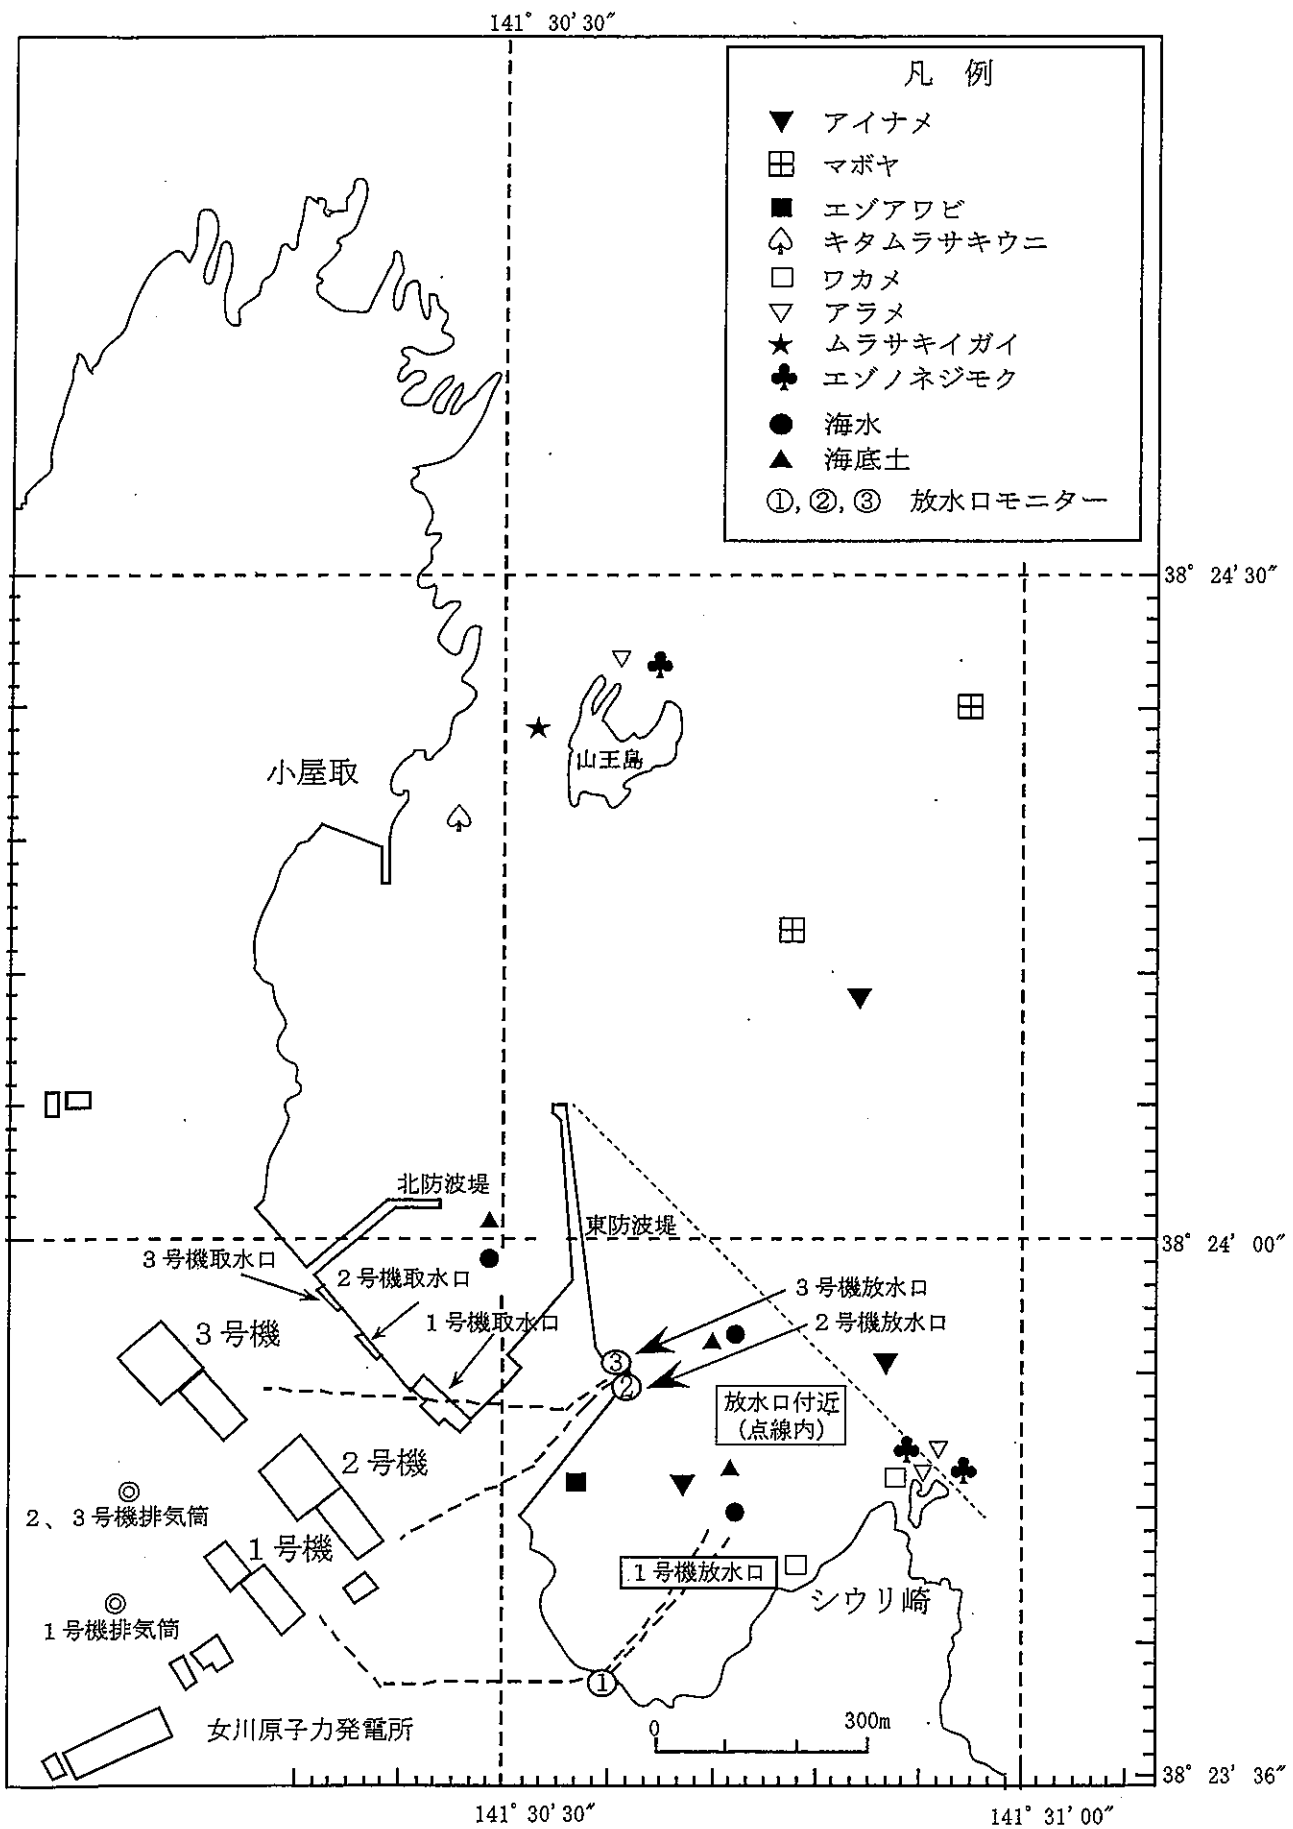 141° 30′30″
凡 例
アイナメ
マボヤ
エゾアワビ
キタムラサキウニ
ワカメ
アラメ
ムラサキイガイ
エゾノネジモク
海水
海底土
①,②,③ 放水口モニター
38° 24′30″
山王島
小屋取
北防波堤
東防波堤
38° 24′00″
3号機取水口
2号機取水口
1号機取水口
3号機放水口
2号機放水口
3号機
③
②
放水口付近
(点線内)
2号機
2、3号機排気筒
1号機
1号機放水口
シウリ崎
1号機排気筒
①
女川原子力発電所
0 300m
38° 23′36″
141° 30′30″
141° 31′00″